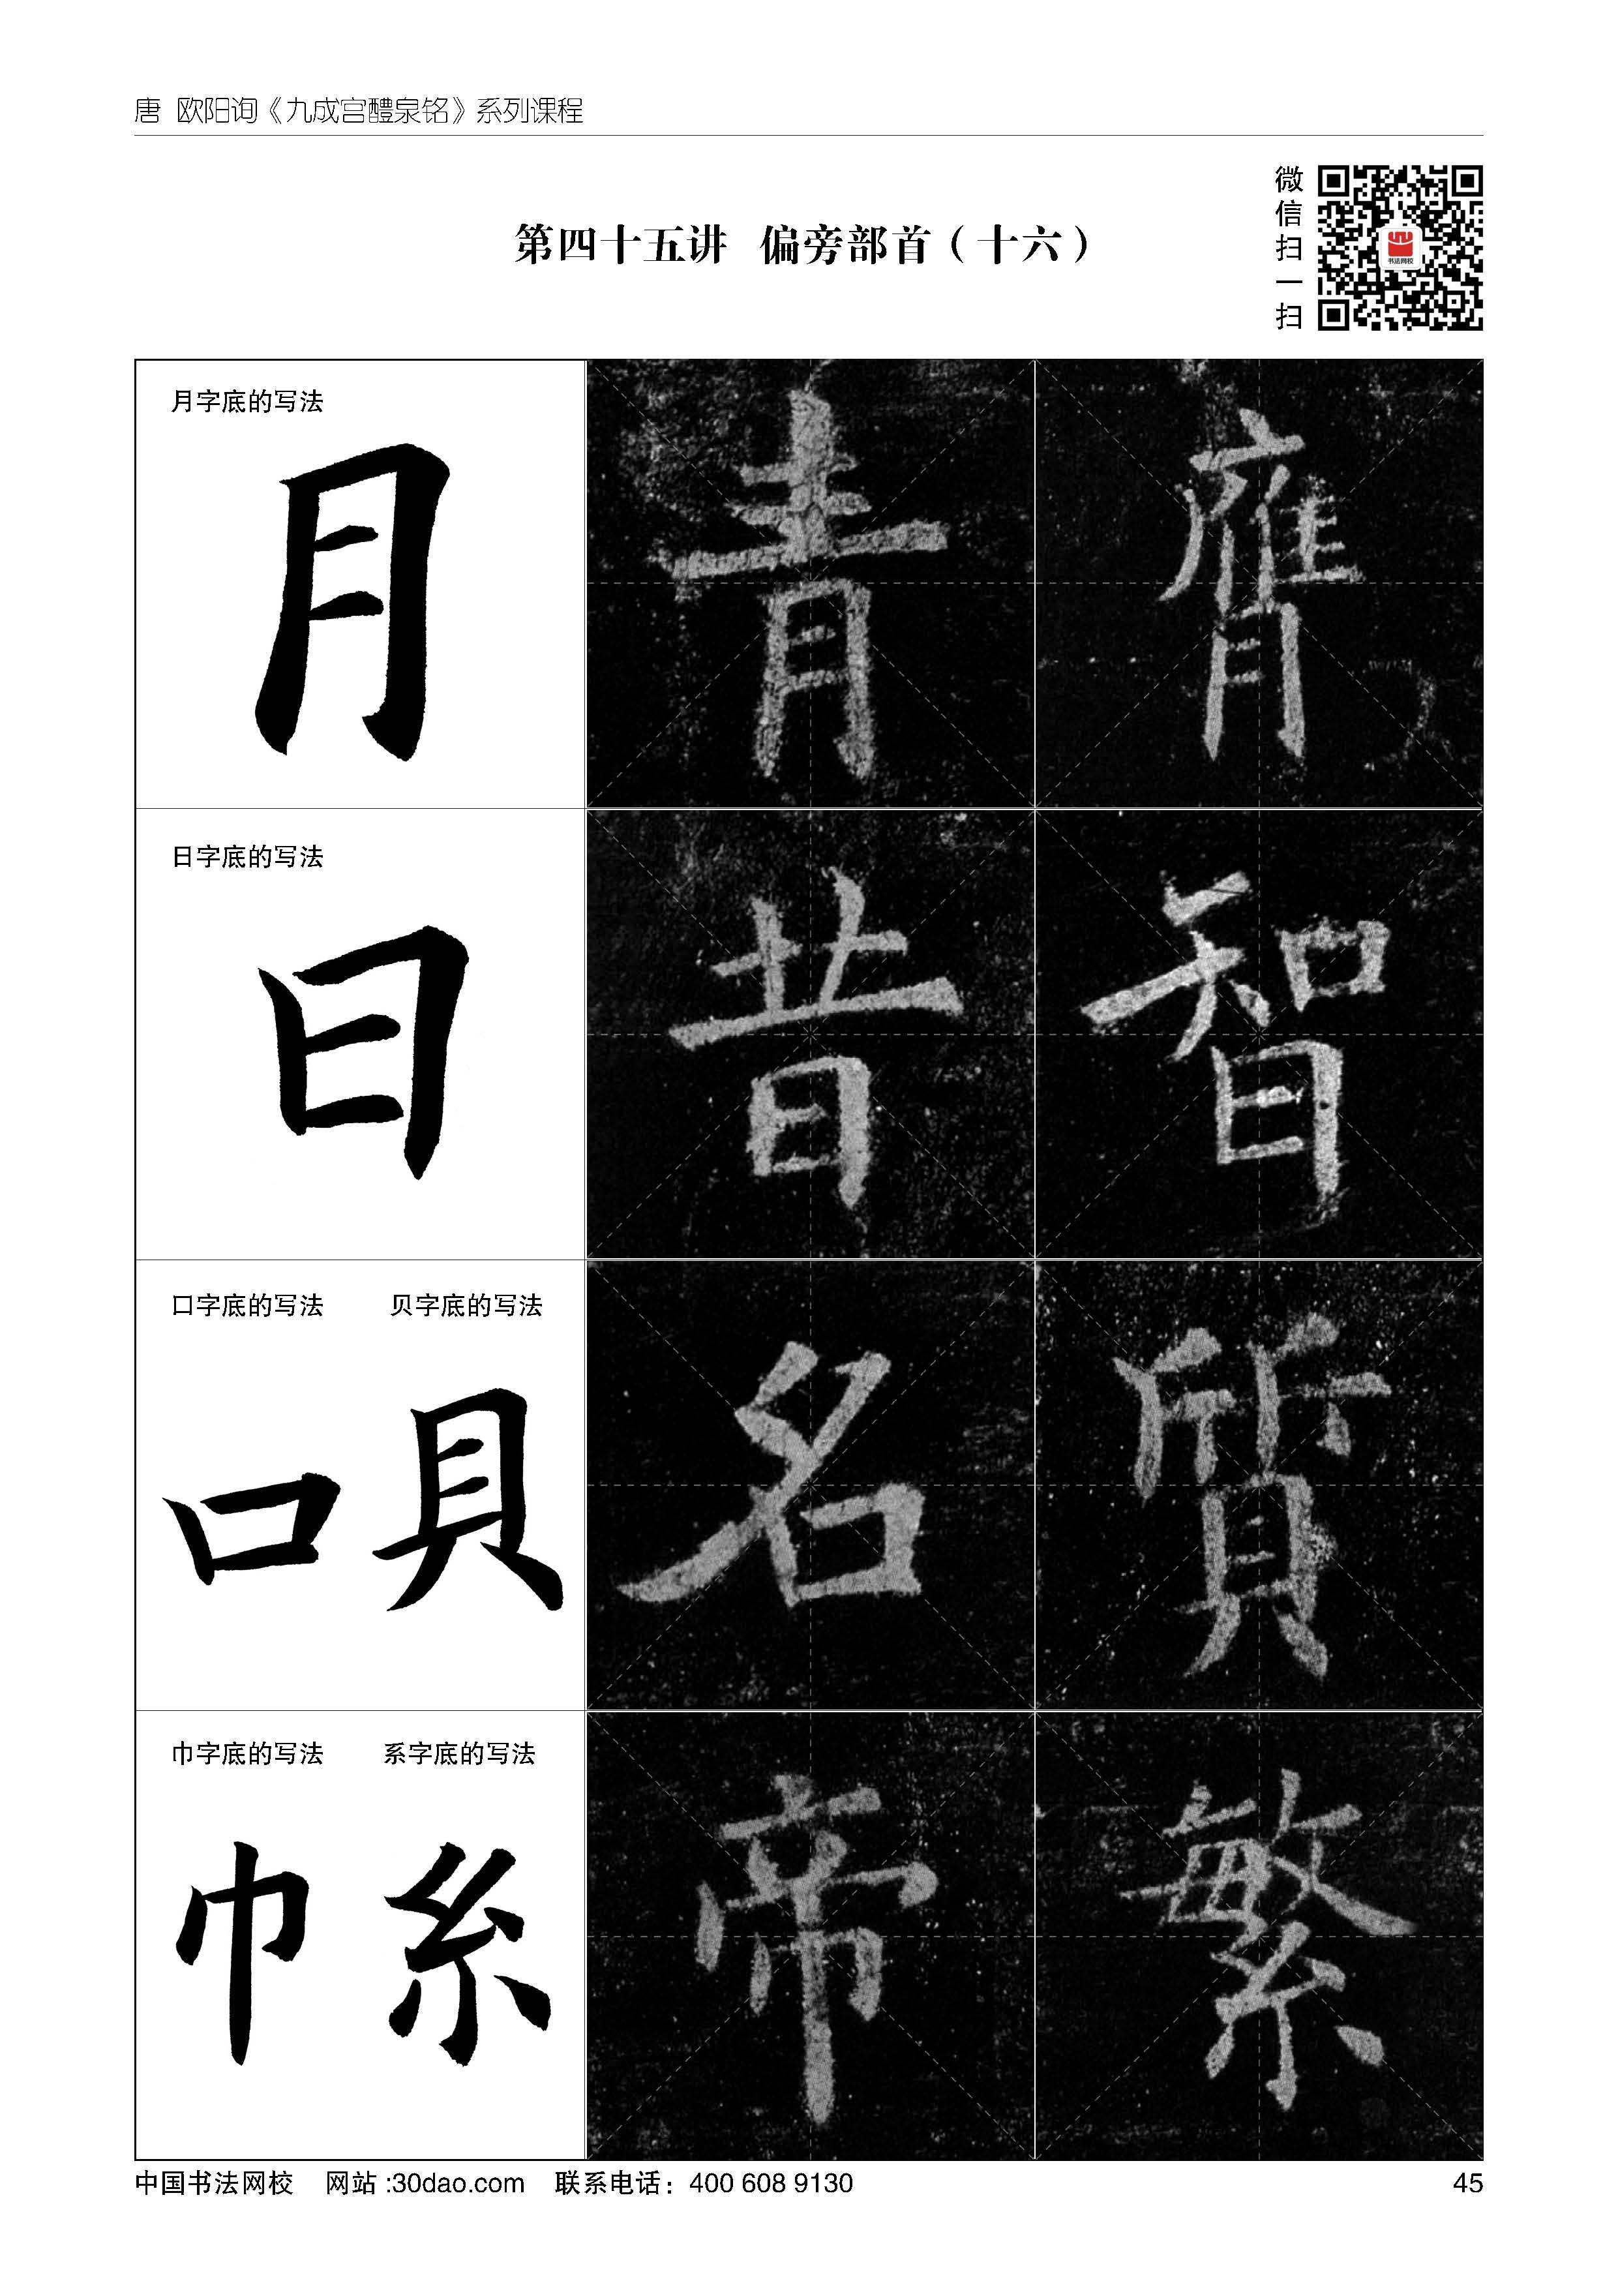 唐 欧阳询《九成宫醴泉铭》系列课程
微信扫一扫
书法网校
第四十五讲 偏旁部首（十六）
月字底的写法
月 青 膺
日字底的写法
日 昔 智
口字底的写法 贝字底的写法
口 貝 名 質
巾字底的写法 系字底的写法
巾 糸 帝 繁
中国书法网校 网站:30dao.com 联系电话：400 608 9130 45